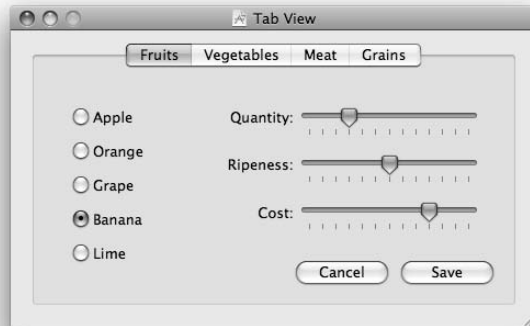 Tab View
Fruits Vegetables Meat Grains
Apple
Orange
Grape
Banana
Lime
Quantity:
Ripeness:
Cost:
Cancel Save